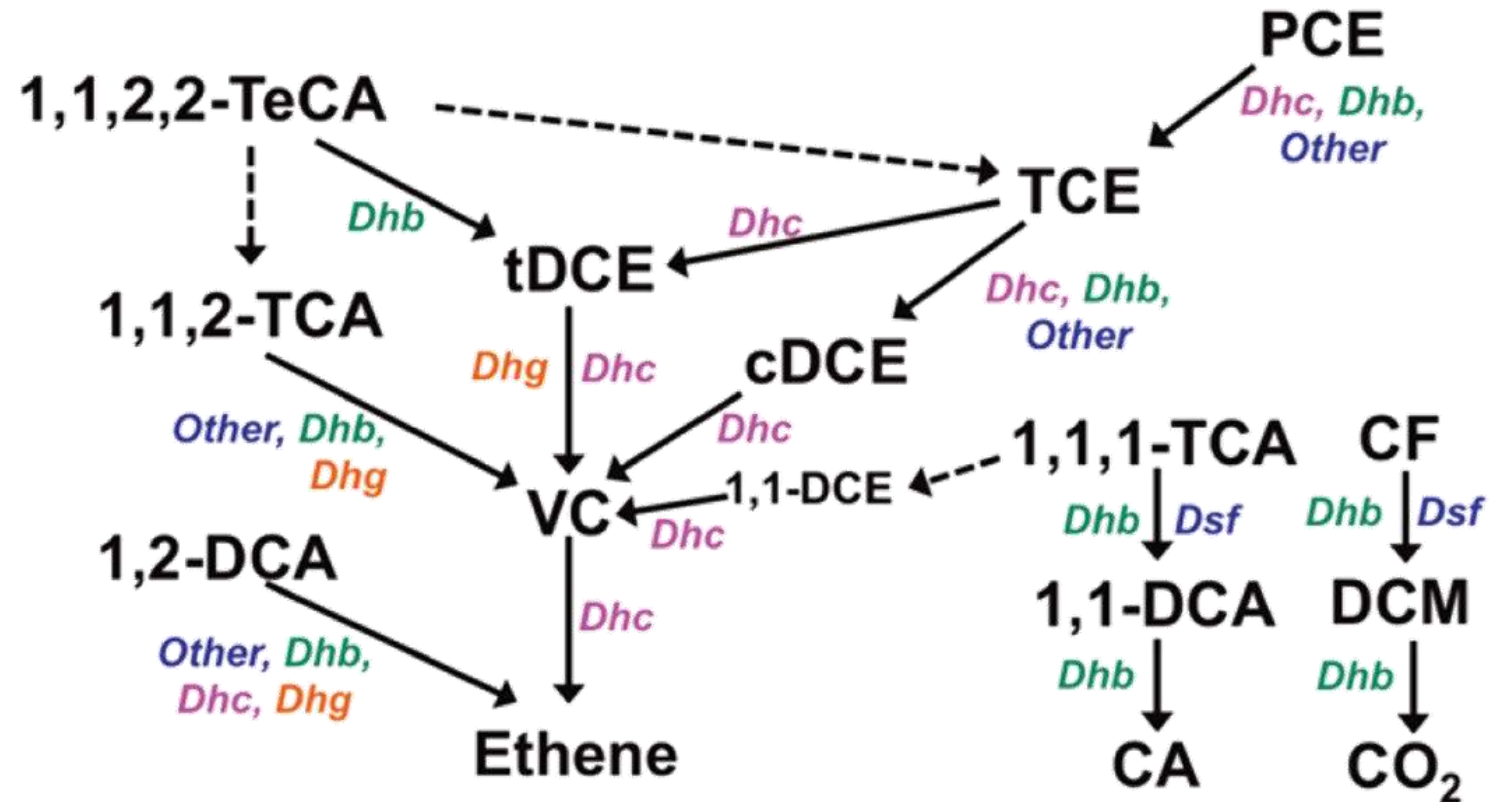 PCE
1,1,2,2-TeCA
Dhc, Dhb,
Other
TCE
Dhb
Dhc
tDCE
1,1,2-TCA
Dhc, Dhb,
Other
Dhg
Dhc
cDCE
Other, Dhb,
Dhg
Dhc
1,1,1-TCA
CF
1,1-DCE
VC
Dhc
Dhb
Dsf
Dhb
Dsf
1,2-DCA
1,1-DCA
DCM
Dhc
Other, Dhb,
Dhc, Dhg
Dhb
Dhb
Ethene
CA
CO₂